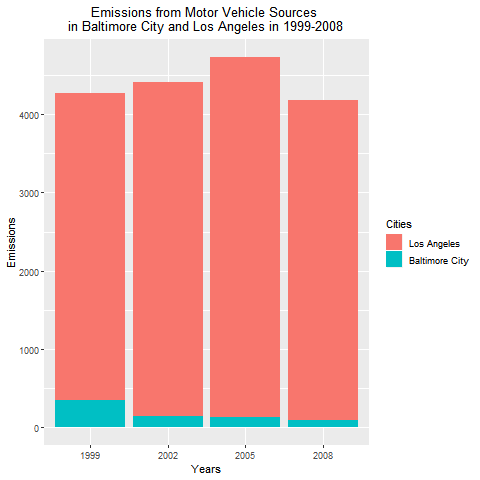 Emissions from Motor Vehicle Sources
in Baltimore City and Los Angeles in 1999-2008
4000
3000
2000
1000
0
Emissions
1999 2002 2005 2008
Years
Cities
Los Angeles
Baltimore City